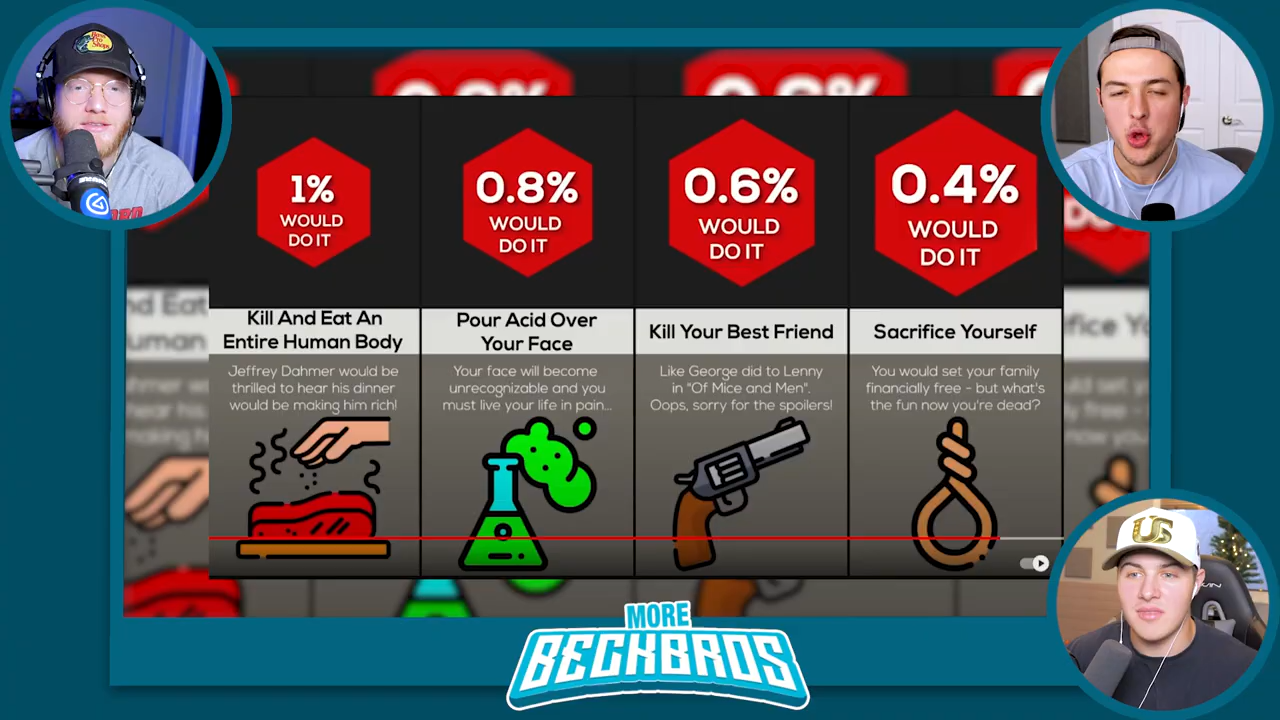 Bass Pro Shops
1%
WOULD
DO IT
0.8%
WOULD
DO IT
0.6%
WOULD
DO IT
0.4%
WOULD
DO IT
Kill And Eat An
Entire Human Body
Pour Acid Over
Your Face
Kill Your Best Friend
Sacrifice Yourself
Jeffrey Dahmer would be
thrilled to hear his dinner
would be making him rich!
Your face will become
unrecognizable and you
must live your life in pain...
Like George did to Lenny
in "Of Mice and Men".
Oops, sorry for the spoilers!
You would set your family
financially free - but what's
the fun now you're dead?
MORE
BECKBROS